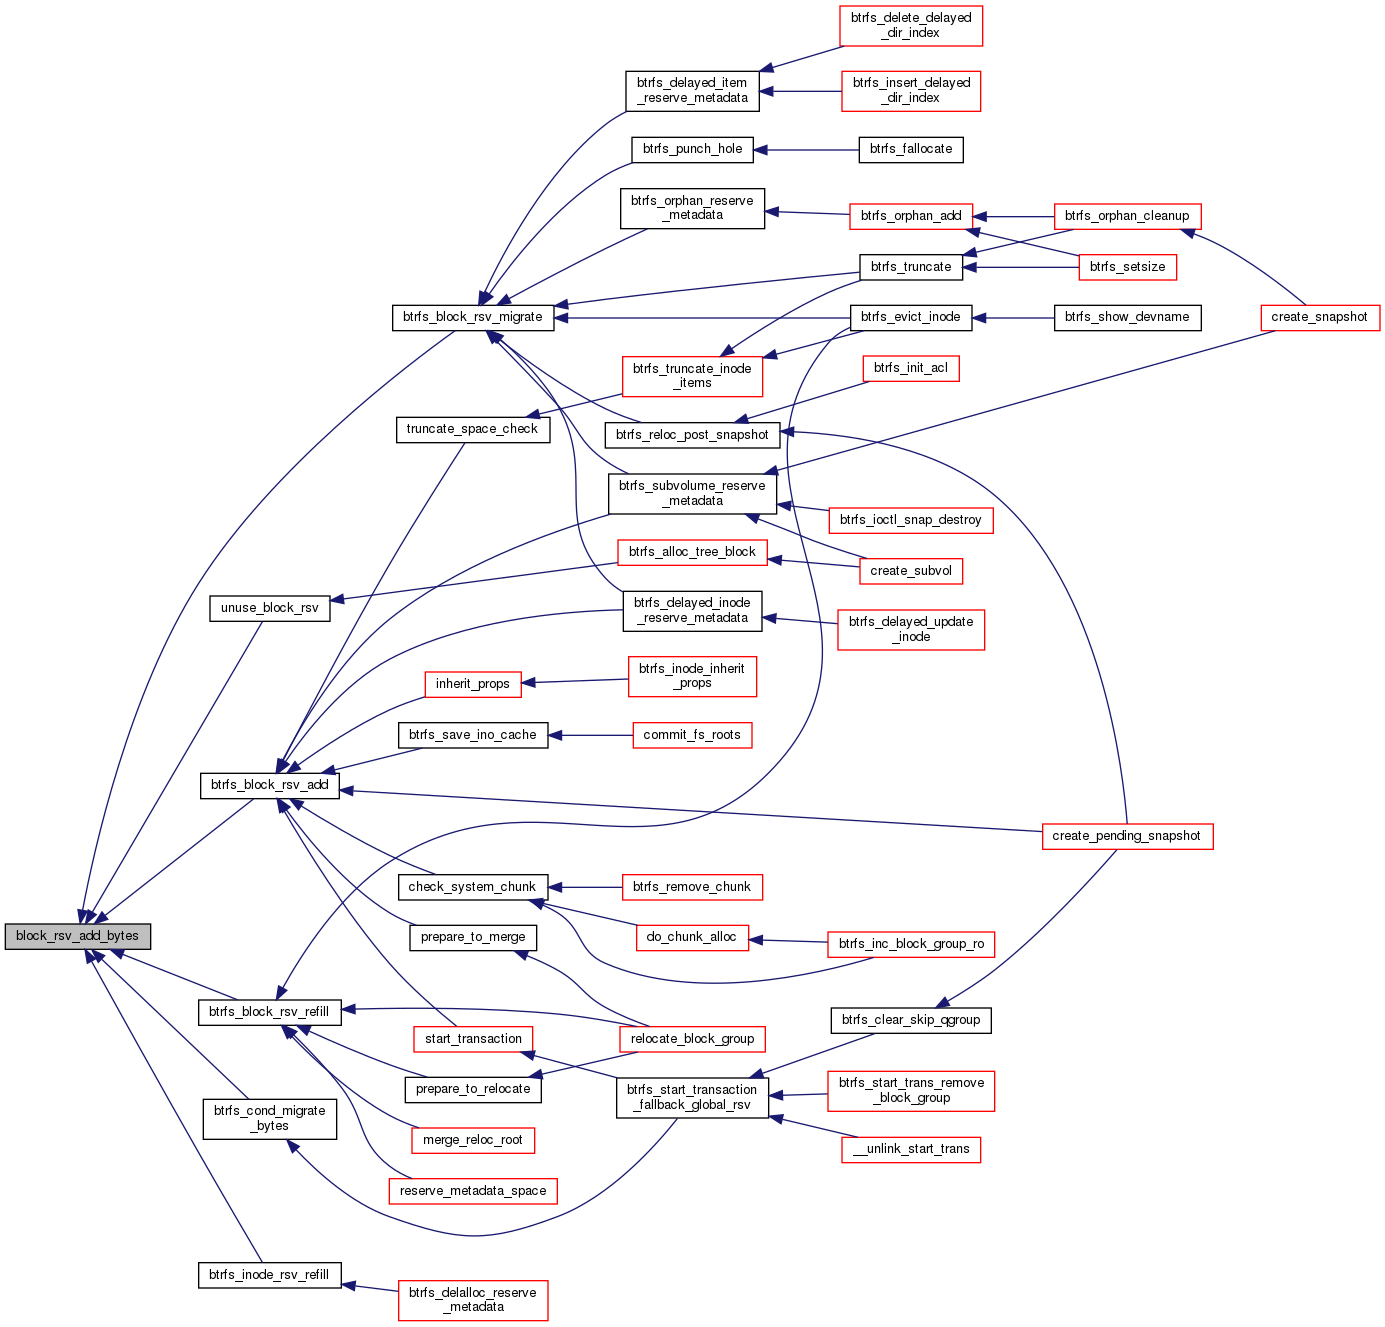 btrfs_delete_delayed
_dir_index
btrfs_delayed_item
_reserve_metadata
btrfs_insert_delayed
_dir_index
btrfs_punch_hole
btrfs_fallocate
btrfs_orphan_reserve
_metadata
btrfs_orphan_add
btrfs_orphan_cleanup
btrfs_truncate
btrfs_setsize
btrfs_block_rsv_migrate
btrfs_evict_inode
btrfs_show_devname
create_snapshot
btrfs_truncate_inode
_items
btrfs_init_acl
truncate_space_check
btrfs_reloc_post_snapshot
btrfs_subvolume_reserve
_metadata
btrfs_ioctl_snap_destroy
btrfs_alloc_tree_block
create_subvol
unuse_block_rsv
btrfs_delayed_inode
_reserve_metadata
btrfs_delayed_update
_inode
inherit_props
btrfs_inode_inherit
_props
btrfs_save_ino_cache
commit_fs_roots
btrfs_block_rsv_add
create_pending_snapshot
check_system_chunk
btrfs_remove_chunk
block_rsv_add_bytes
prepare_to_merge
do_chunk_alloc
btrfs_inc_block_group_ro
btrfs_block_rsv_refill
btrfs_clear_skip_qgroup
start_transaction
relocate_block_group
prepare_to_relocate
btrfs_start_transaction
_fallback_global_rsv
btrfs_start_trans_remove
_block_group
btrfs_cond_migrate
_bytes
merge_reloc_root
__unlink_start_trans
reserve_metadata_space
btrfs_inode_rsv_refill
btrfs_delalloc_reserve
_metadata